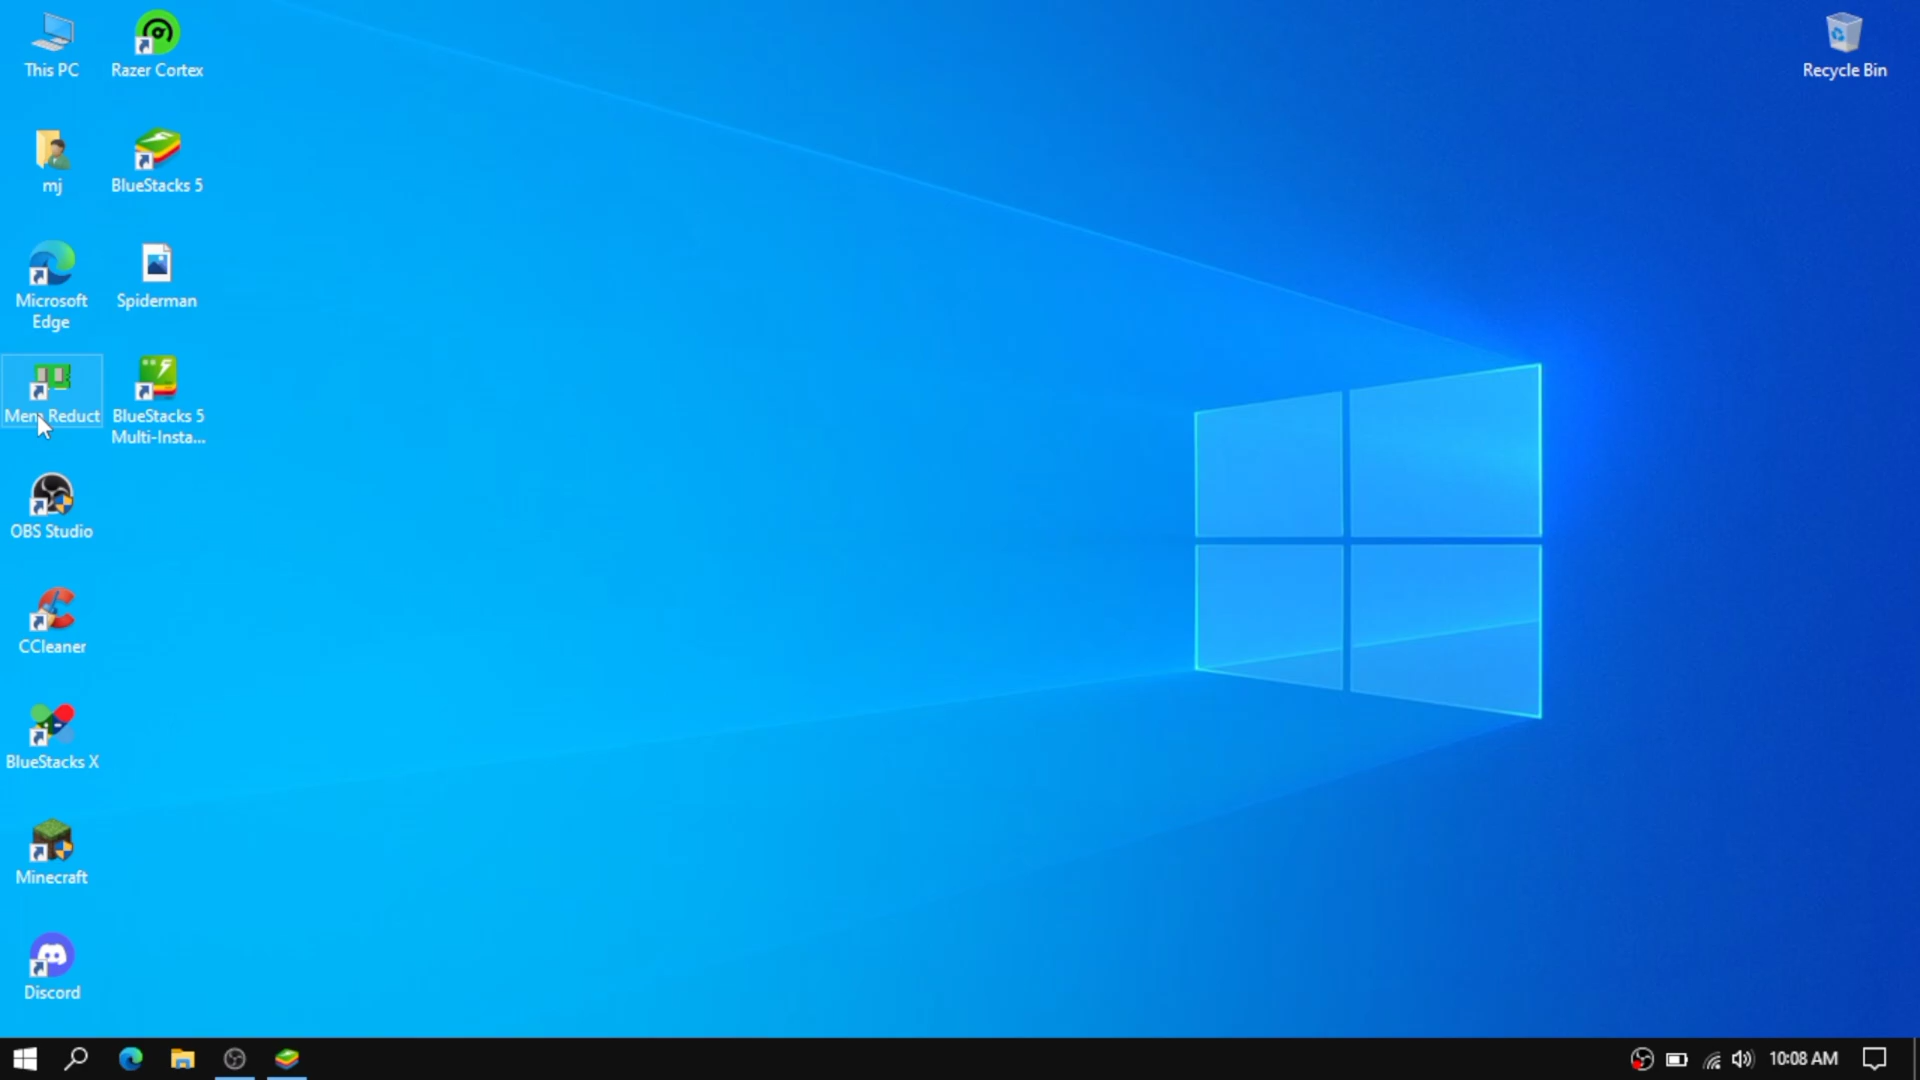 This PC
Razer Cortex
Recycle Bin
mj
BlueStacks 5
Microsoft
Edge
Spiderman
Mem Reduct
BlueStacks 5
Multi-Insta...
OBS Studio
CCleaner
BlueStacks X
Minecraft
Discord
10:08 AM